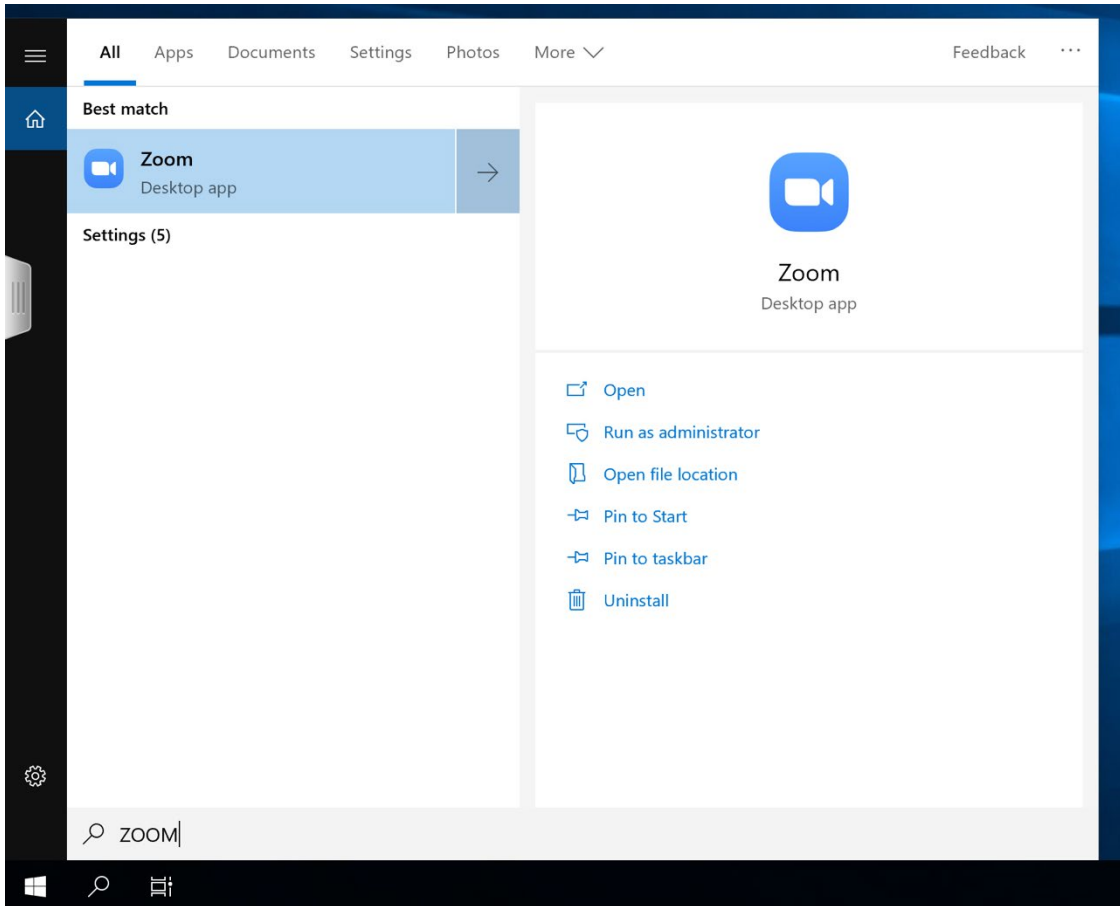 All Apps Documents Settings Photos More Feedback ...
Best match
Zoom
Desktop app
Settings (5)
Zoom
Desktop app
Open
Run as administrator
Open file location
Pin to Start
Pin to taskbar
Uninstall
ZOOM